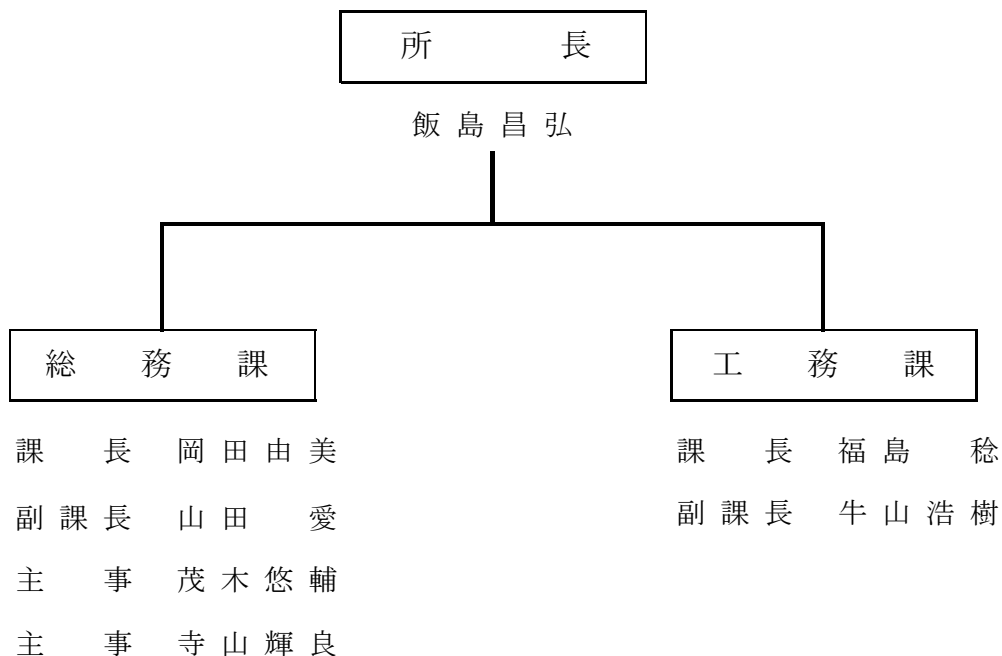 所長
飯島昌弘
総務課
課長 岡田由美
副課長 山田 愛
主事 茂木悠輔
主事 寺山輝良
工務課
課長 福島 稔
副課長 牛山浩樹